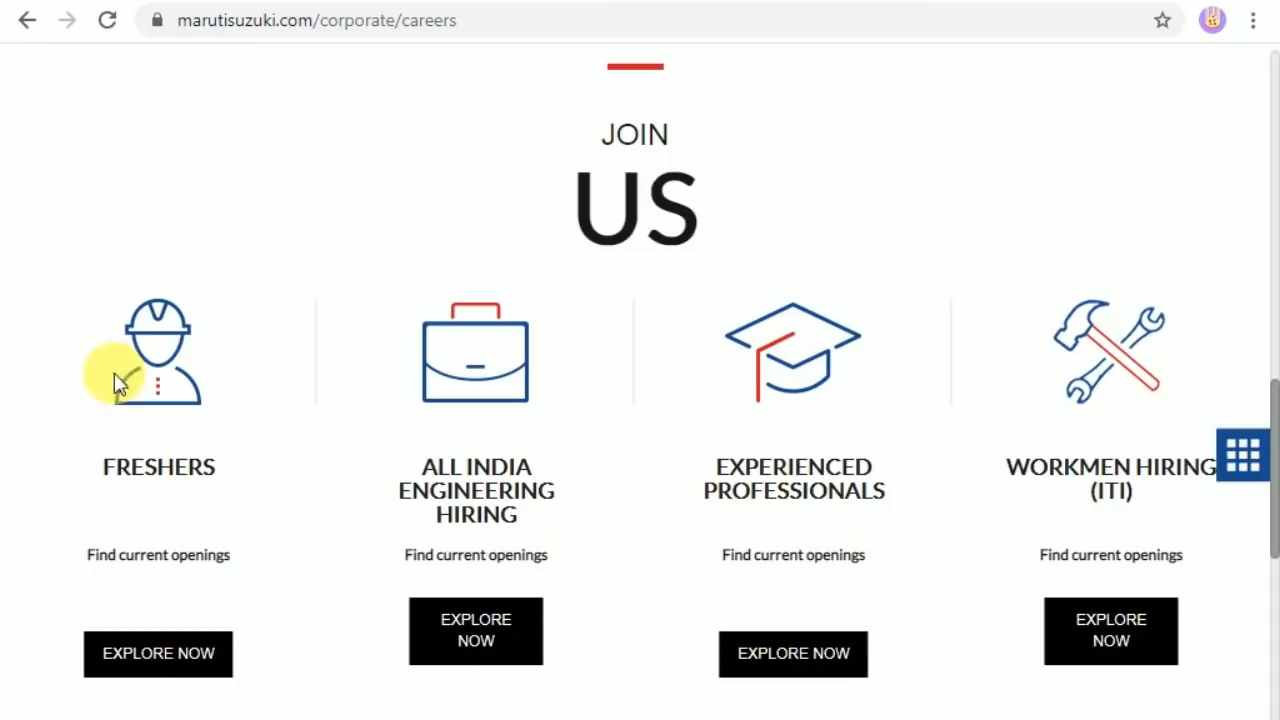 marutisuzuki.com/corporate/careers
JOIN
US
FRESHERS
Find current openings
EXPLORE NOW
ALL INDIA
ENGINEERING
HIRING
Find current openings
EXPLORE
NOW
EXPERIENCED
PROFESSIONALS
Find current openings
EXPLORE NOW
WORKMEN HIRING
(ITI)
Find current openings
EXPLORE
NOW